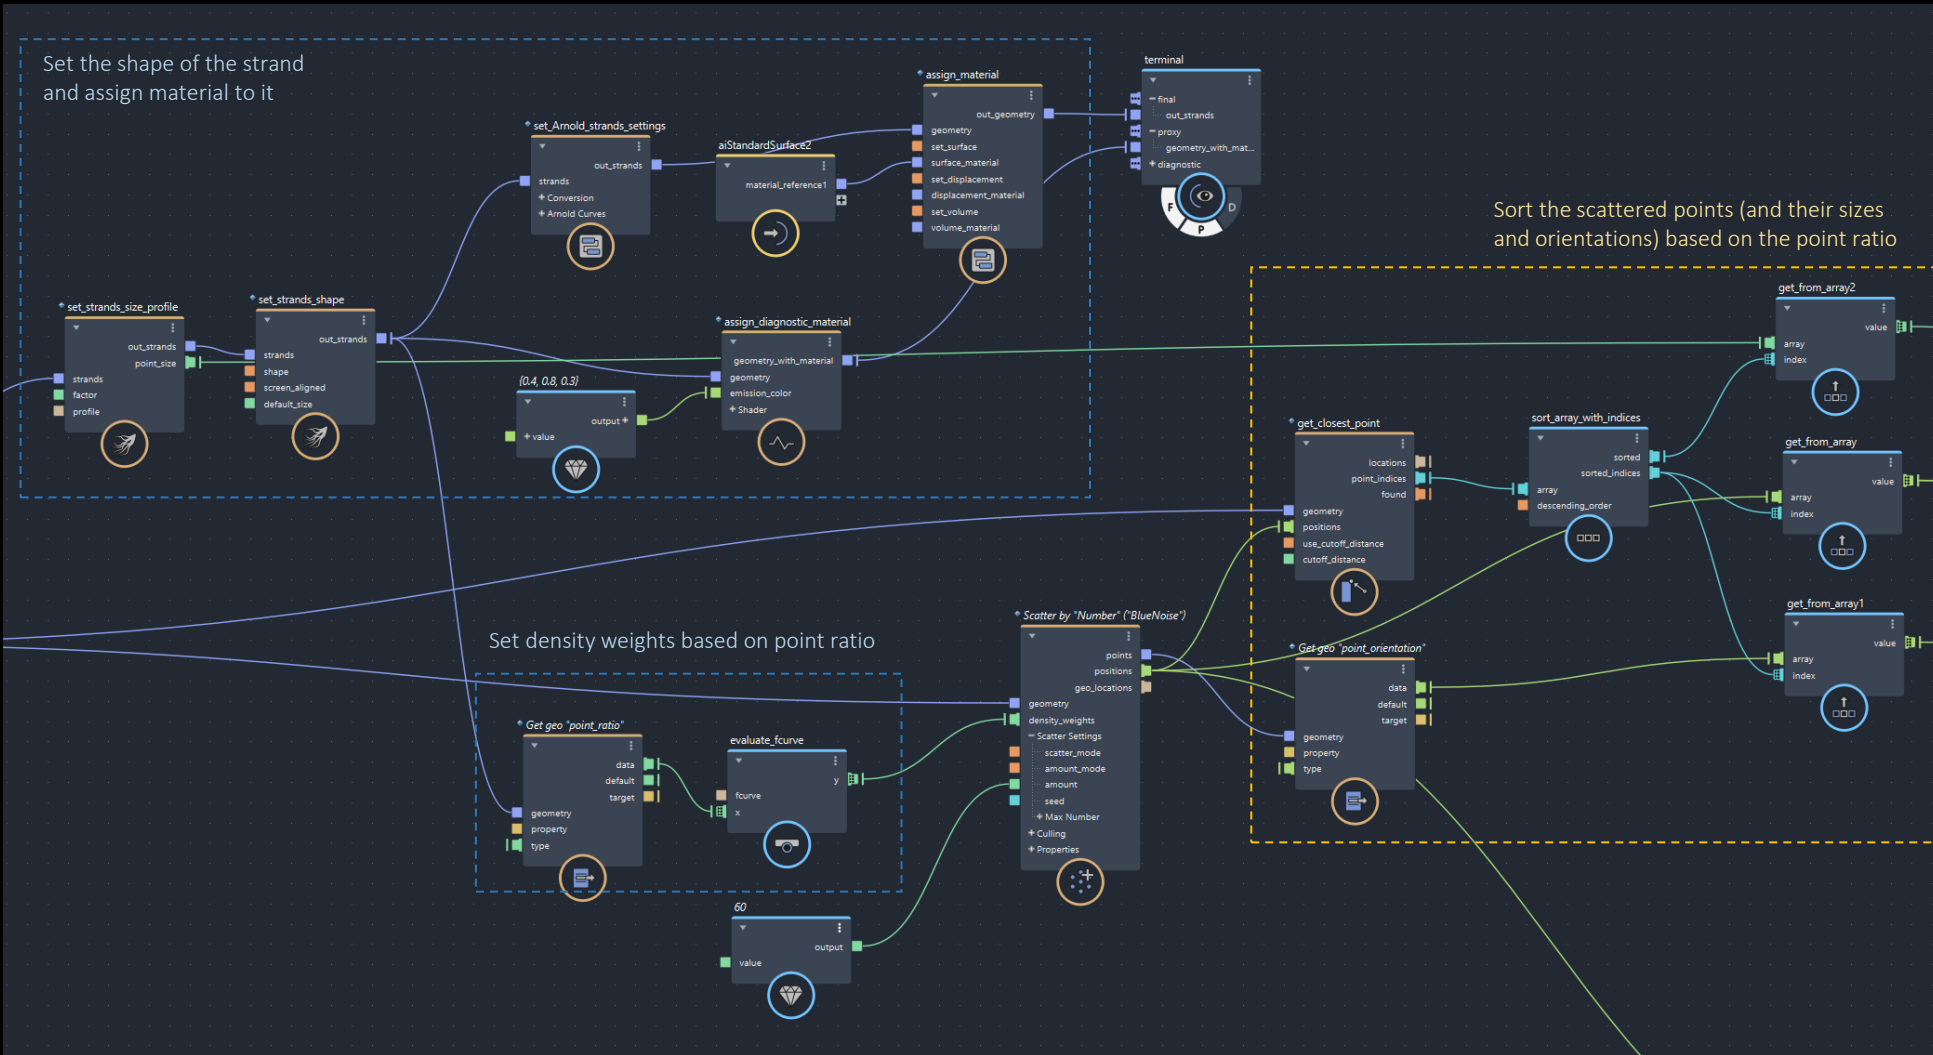 Set the shape of the strand
and assign material to it
set_strands_size_profile
out_strands
point_size
strands
factor
profile
set_strands_shape
out_strands
strands
shape
screen_aligned
default_size
set_Arnold_strands_settings
out_strands
strands
+ Conversion
+ Arnold Curves
aiStandardSurface2
material_reference1
assign_material
out_geometry
geometry
set_surface
surface_material
set_displacement
displacement_material
set_volume
volume_material
terminal
final
out_strands
proxy
geometry_with_mat...
+ diagnostic
F
P
D
{0.4, 0.8, 0.3}
output +
+ value
assign_diagnostic_material
geometry_with_material
geometry
emission_color
+ Shader
Set density weights based on point ratio
Get geo "point_ratio"
data
default
target
geometry
property
type
evaluate_fcurve
y
fcurve
x
60
output
value
Scatter by "Number" ("BlueNoise")
points
positions
geo_locations
geometry
density_weights
Scatter Settings
scatter_mode
amount_mode
amount
seed
+ Max Number
+ Culling
+ Properties
Sort the scattered points (and their sizes
and orientations) based on the point ratio
get_closest_point
locations
point_indices
found
geometry
positions
use_cutoff_distance
cutoff_distance
Get geo "point_orientation"
data
default
target
geometry
property
type
sort_array_with_indices
sorted
sorted_indices
array
descending_order
get_from_array2
value
array
index
get_from_array
value
array
index
get_from_array1
value
array
index